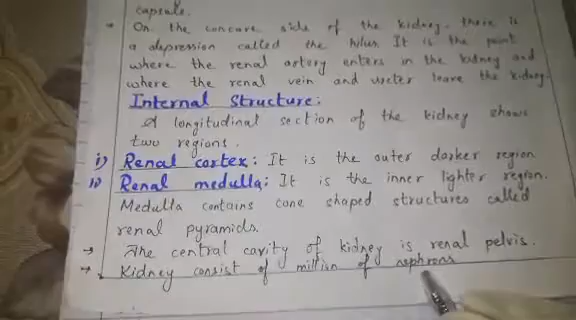 capsule.
On the concave side of the kidney. there is
a depression called the hilus. It is the point
where the renal artery enters in the kidney and
where the renal vein and ureter leave the kidney.
Internal Structure:
A longitudinal section of the kidney shows
two regions.
i) Renal cortex: It is the outer darker region
ii) Renal medulla: It is the inner lighter region.
Medulla contains cone shaped structures called
renal pyramids.
→ The central cavity of kidney is renal pelvis.
→ Kidney consist of million of nephrons